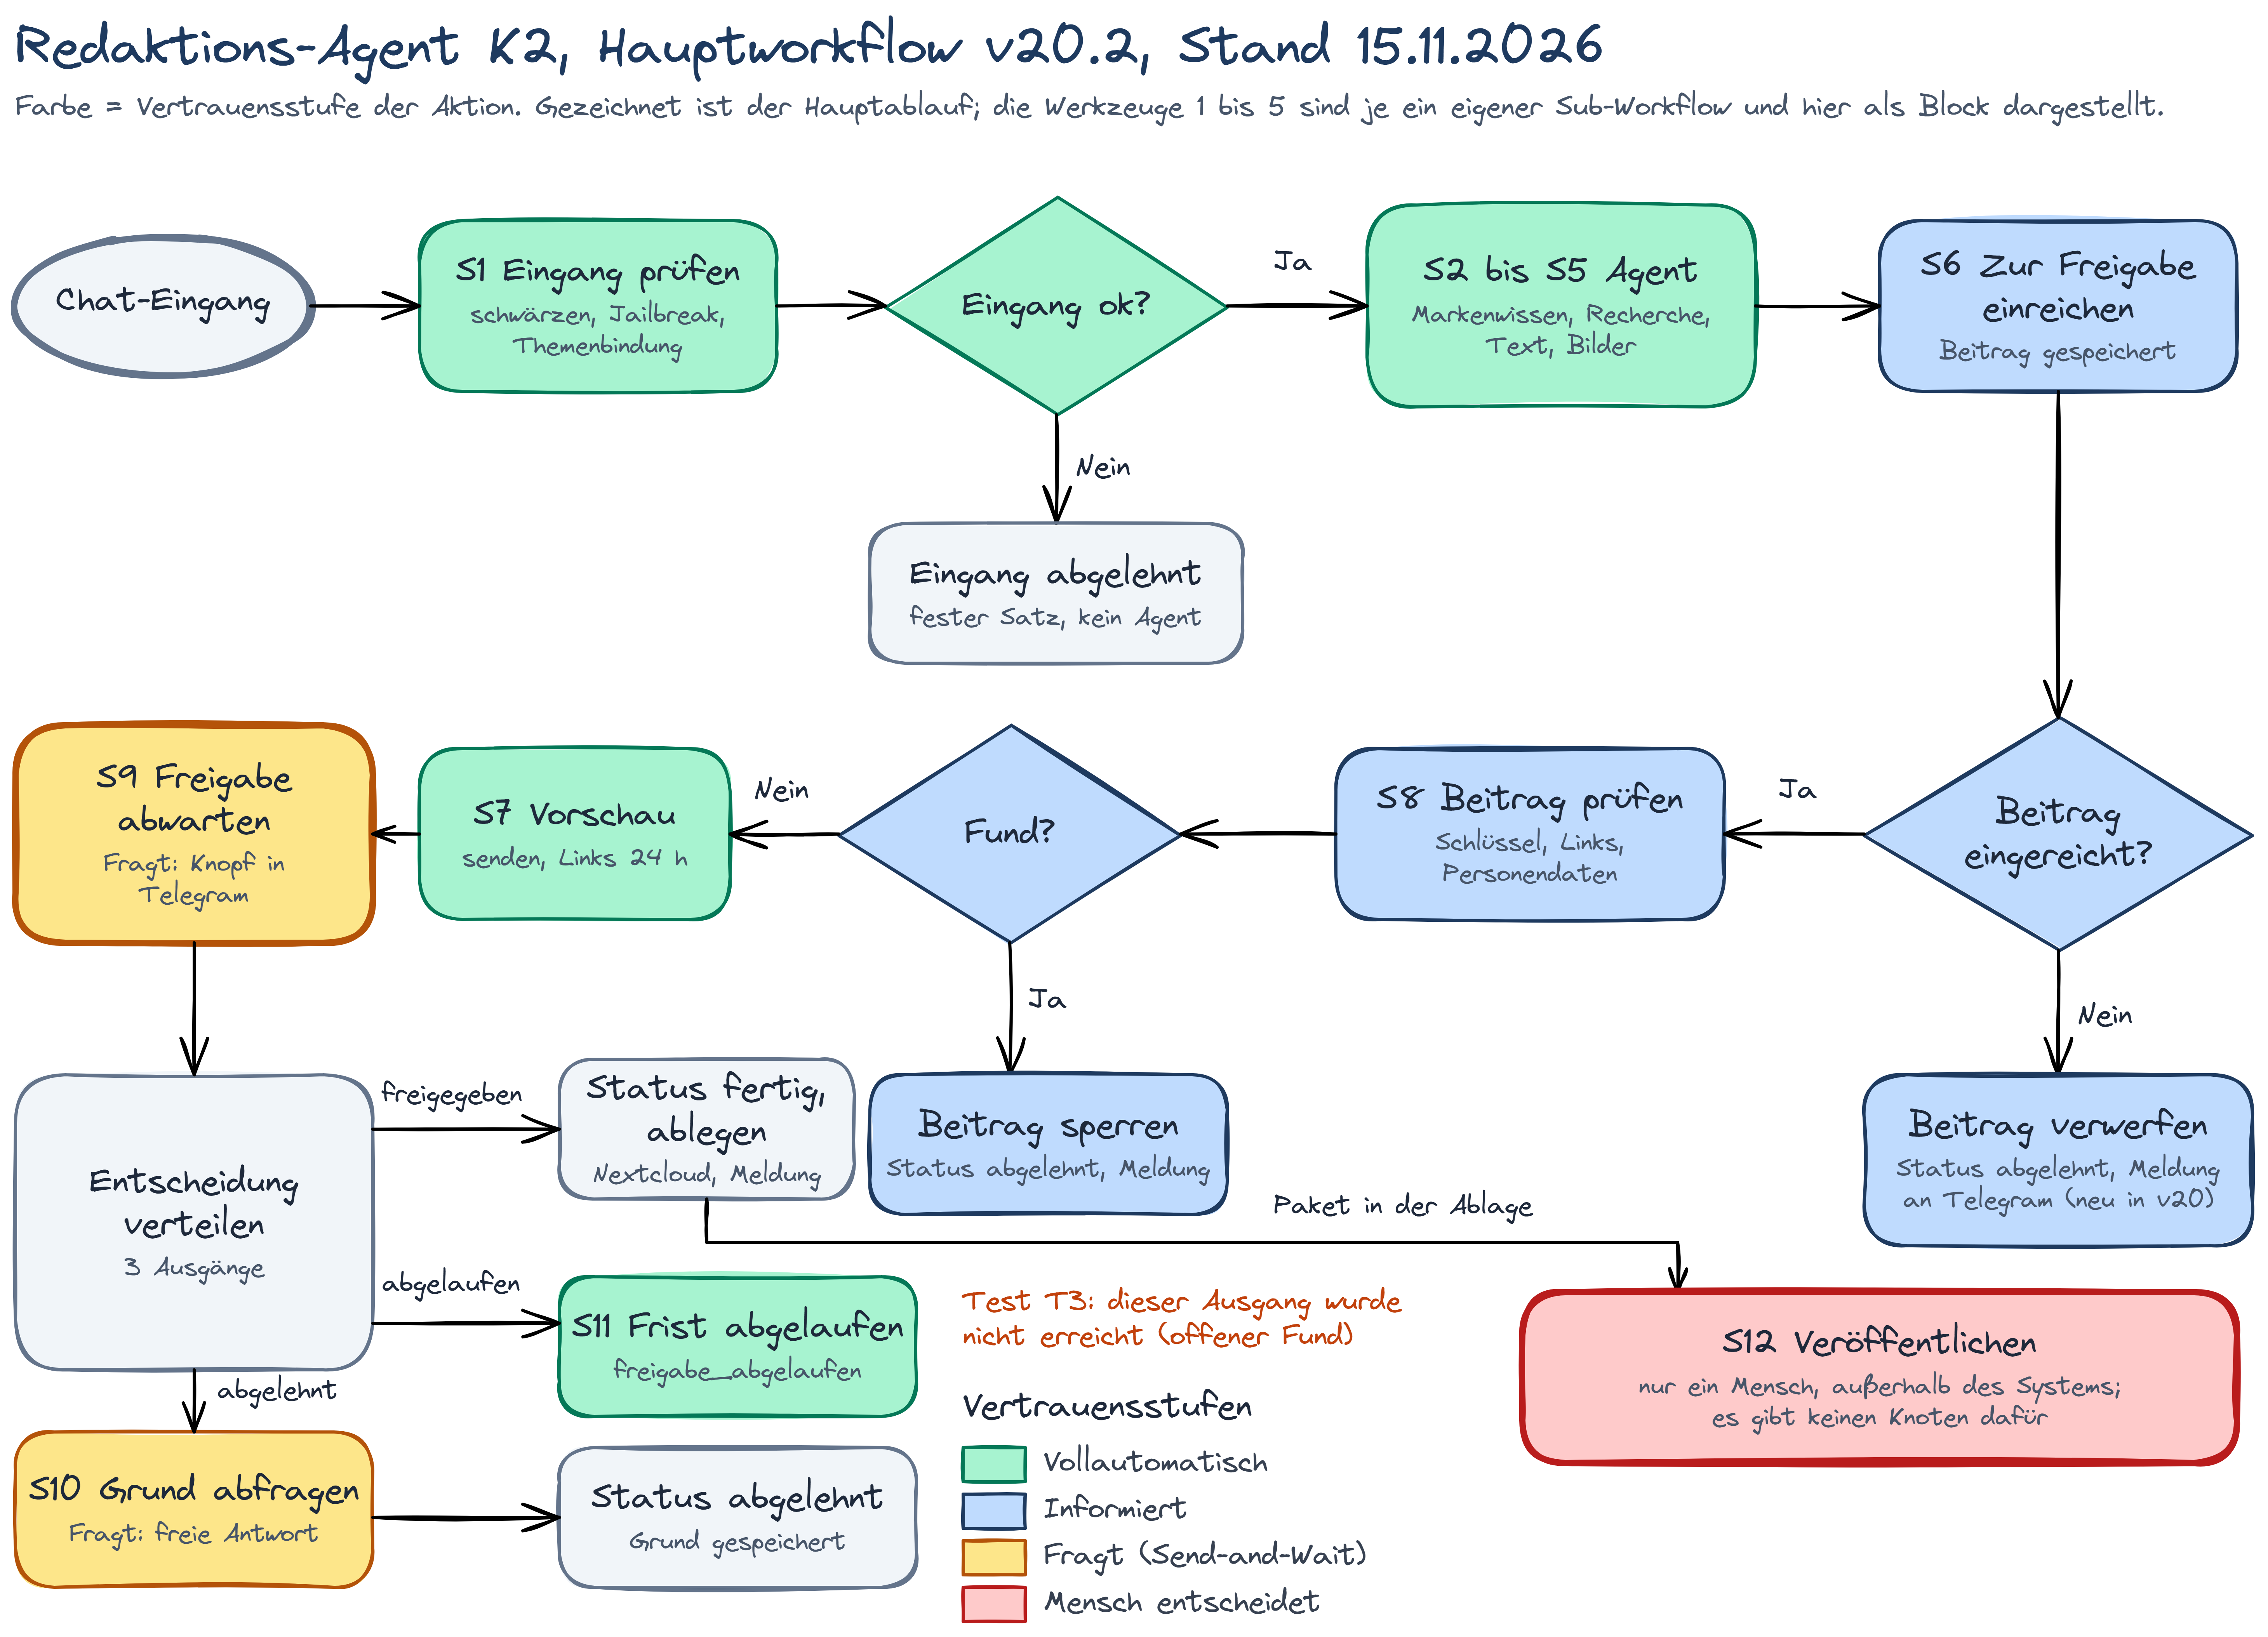 Redaktions-Agent K2, Hauptworkflow v20.2, Stand 15.11.2026
Farbe = Vertrauensstufe der Aktion. Gezeichnet ist der Hauptablauf; die Werkzeuge 1 bis 5 sind je ein eigener Sub-Workflow und hier als Block dargestellt.
Chat-Eingang
S1 Eingang prüfen
schwärzen, Jailbreak,
Themenbindung
Eingang ok?
Ja
S2 bis S5 Agent
Markenwissen, Recherche,
Text, Bilder
S6 Zur Freigabe
einreichen
Beitrag gespeichert
Nein
Eingang abgelehnt
fester Satz, kein Agent
S9 Freigabe
abwarten
Fragt: Knopf in
Telegram
S7 Vorschau
senden, Links 24 h
Nein
Fund?
S8 Beitrag prüfen
Schlüssel, Links,
Personendaten
Ja
Beitrag
eingereicht?
Ja
Nein
Entscheidung
verteilen
3 Ausgänge
freigegeben
Status fertig,
ablegen
Nextcloud, Meldung
Beitrag sperren
Status abgelehnt, Meldung
Beitrag verwerfen
Status abgelehnt, Meldung
an Telegram (neu in v20)
Paket in der Ablage
abgelaufen
S11 Frist abgelaufen
freigabe_abgelaufen
Test T3: dieser Ausgang wurde
nicht erreicht (offener Fund)
S12 Veröffentlichen
nur ein Mensch, außerhalb des Systems;
es gibt keinen Knoten dafür
abgelehnt
S10 Grund abfragen
Fragt: freie Antwort
Status abgelehnt
Grund gespeichert
Vertrauensstufen
Vollautomatisch
Informiert
Fragt (Send-and-Wait)
Mensch entscheidet